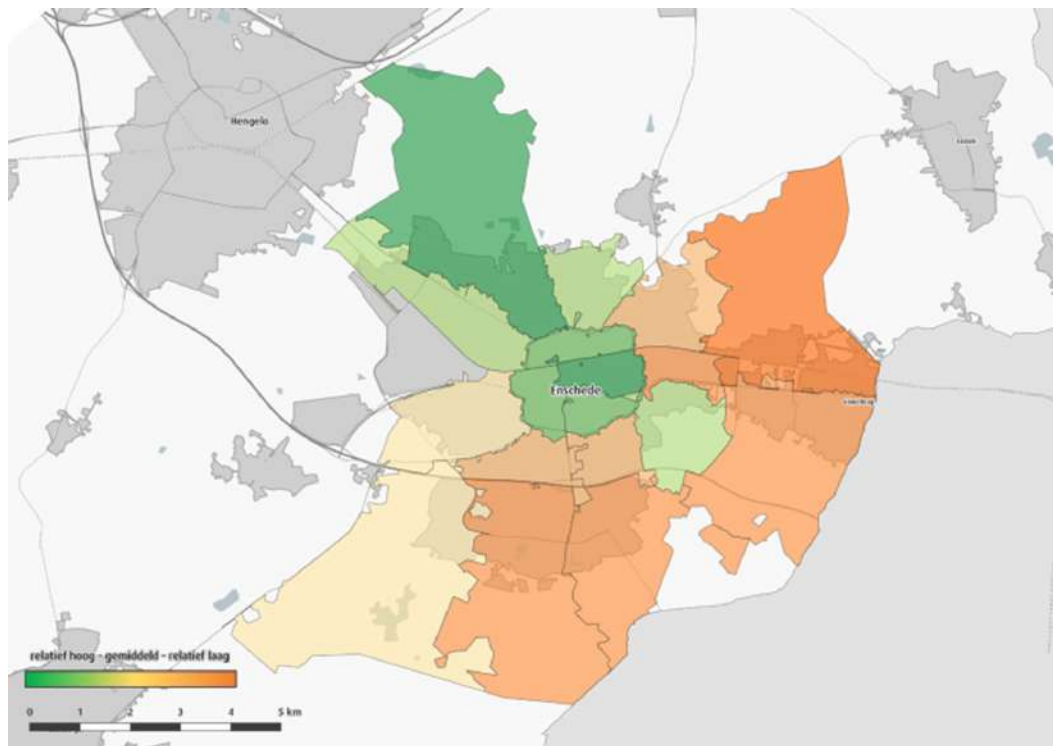 Hengelo
Enschede
relatief hoog – gemiddeld – relatief laag
0 1 2 3 4 5 km